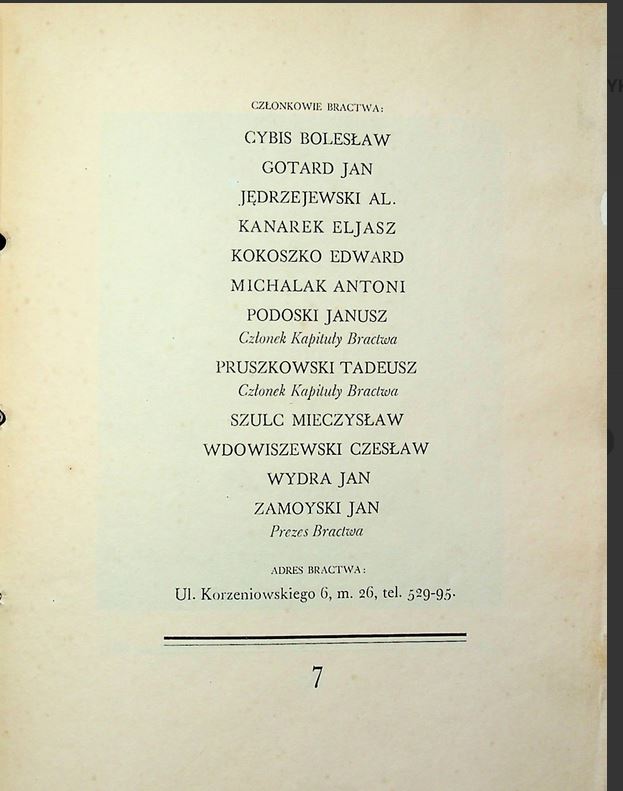 CZŁONKOWIE BRACTWA:
CYBIS BOLESŁAW
GOTARD JAN
JĘDRZEJEWSKI AL.
KANAREK ELJASZ
KOKOSZKO EDWARD
MICHALAK ANTONI
PODOSKI JANUSZ
Członek Kapituły Bractwa
PRUSZKOWSKI TADEUSZ
Członek Kapituły Bractwa
SZULC MIECZYSŁAW
WDOWISZEWSKI CZESŁAW
WYDRA JAN
ZAMOYSKI JAN
Prezes Bractwa
ADRES BRACTWA:
Ul. Korzeniowskiego 6, m. 26, tel. 529-95.
7